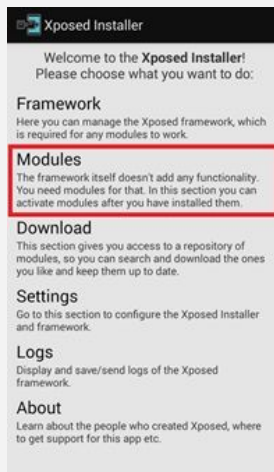 Xposed Installer
Welcome to the Xposed Installer!
Please choose what you want to do:
Framework
Here you can manage the Xposed framework, which
is required for any modules to work.
Modules
The framework itself doesn't add any functionality.
You need modules for that. In this section you can
activate modules after you have installed them.
Download
This section gives you access to a repository of
modules, so you can search and download the ones
you like and keep them up to date.
Settings
Go to this section to configure the Xposed Installer
and framework.
Logs
Display and save/send logs of the Xposed
framework.
About
Learn about the people who created Xposed, where
to get support for this app etc.